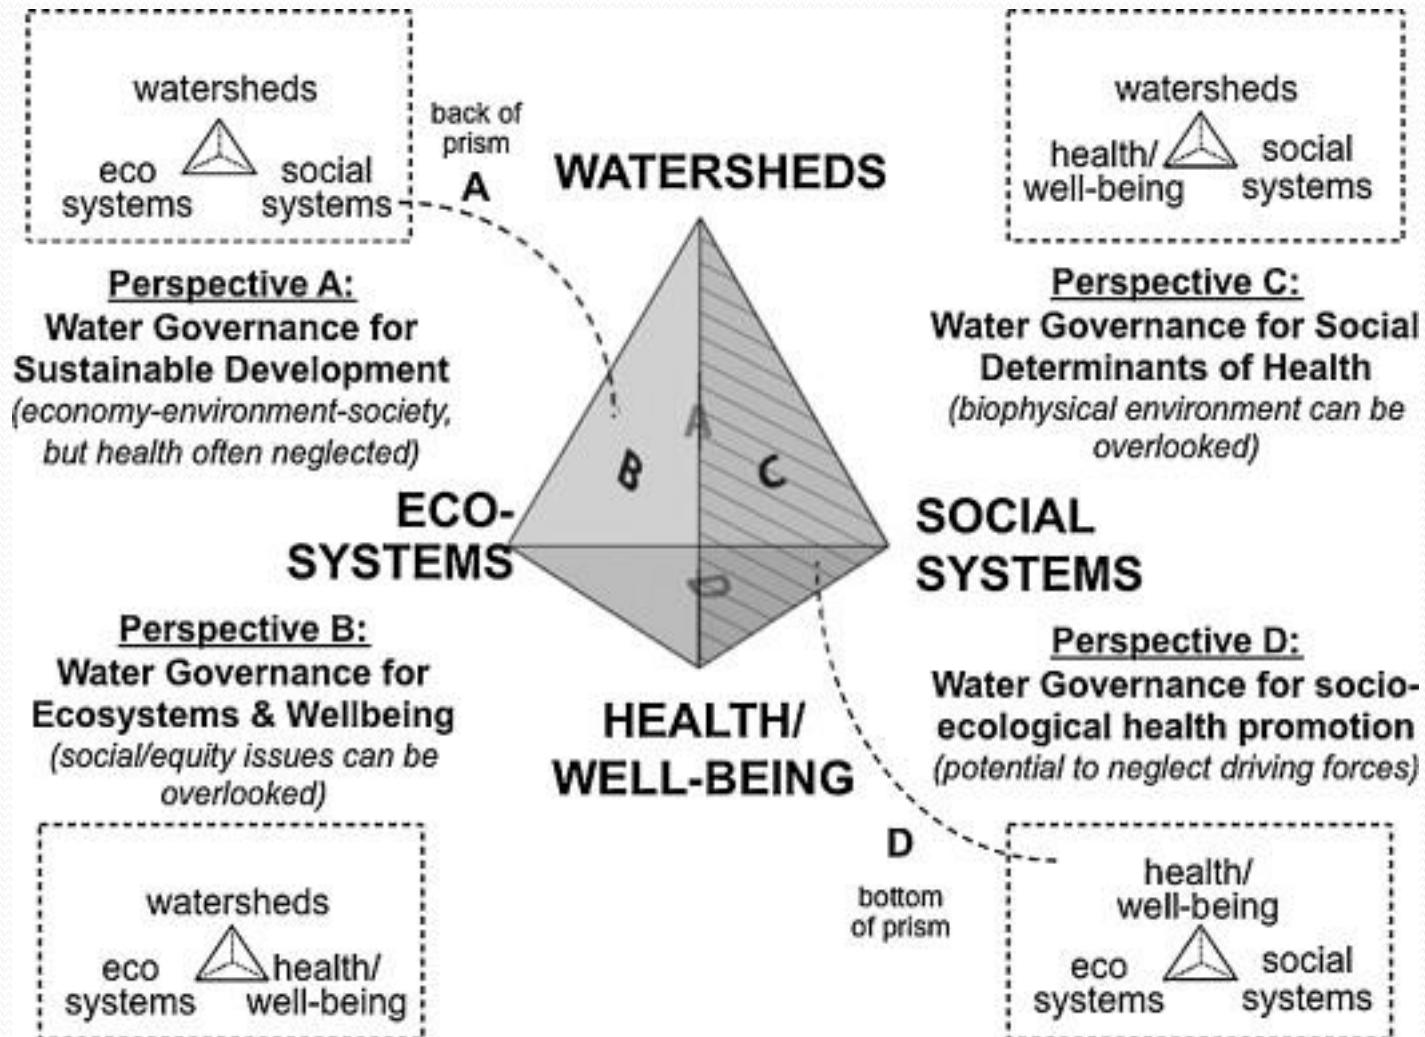 watersheds
eco
systems
social
systems
back of
prism
A
WATERSHEDS
watersheds
health/
well-being
social
systems
Perspective A:
Water Governance for
Sustainable Development
(economy-environment-society,
but health often neglected)
Perspective C:
Water Governance for Social
Determinants of Health
(biophysical environment can be
overlooked)
A
B
C
D
ECO-
SYSTEMS
SOCIAL
SYSTEMS
HEALTH/
WELL-BEING
Perspective B:
Water Governance for
Ecosystems & Wellbeing
(social/equity issues can be
overlooked)
Perspective D:
Water Governance for socio-
ecological health promotion
(potential to neglect driving forces)
D
bottom
of prism
watersheds
eco
systems
health/
well-being
health/
well-being
eco
systems
social
systems